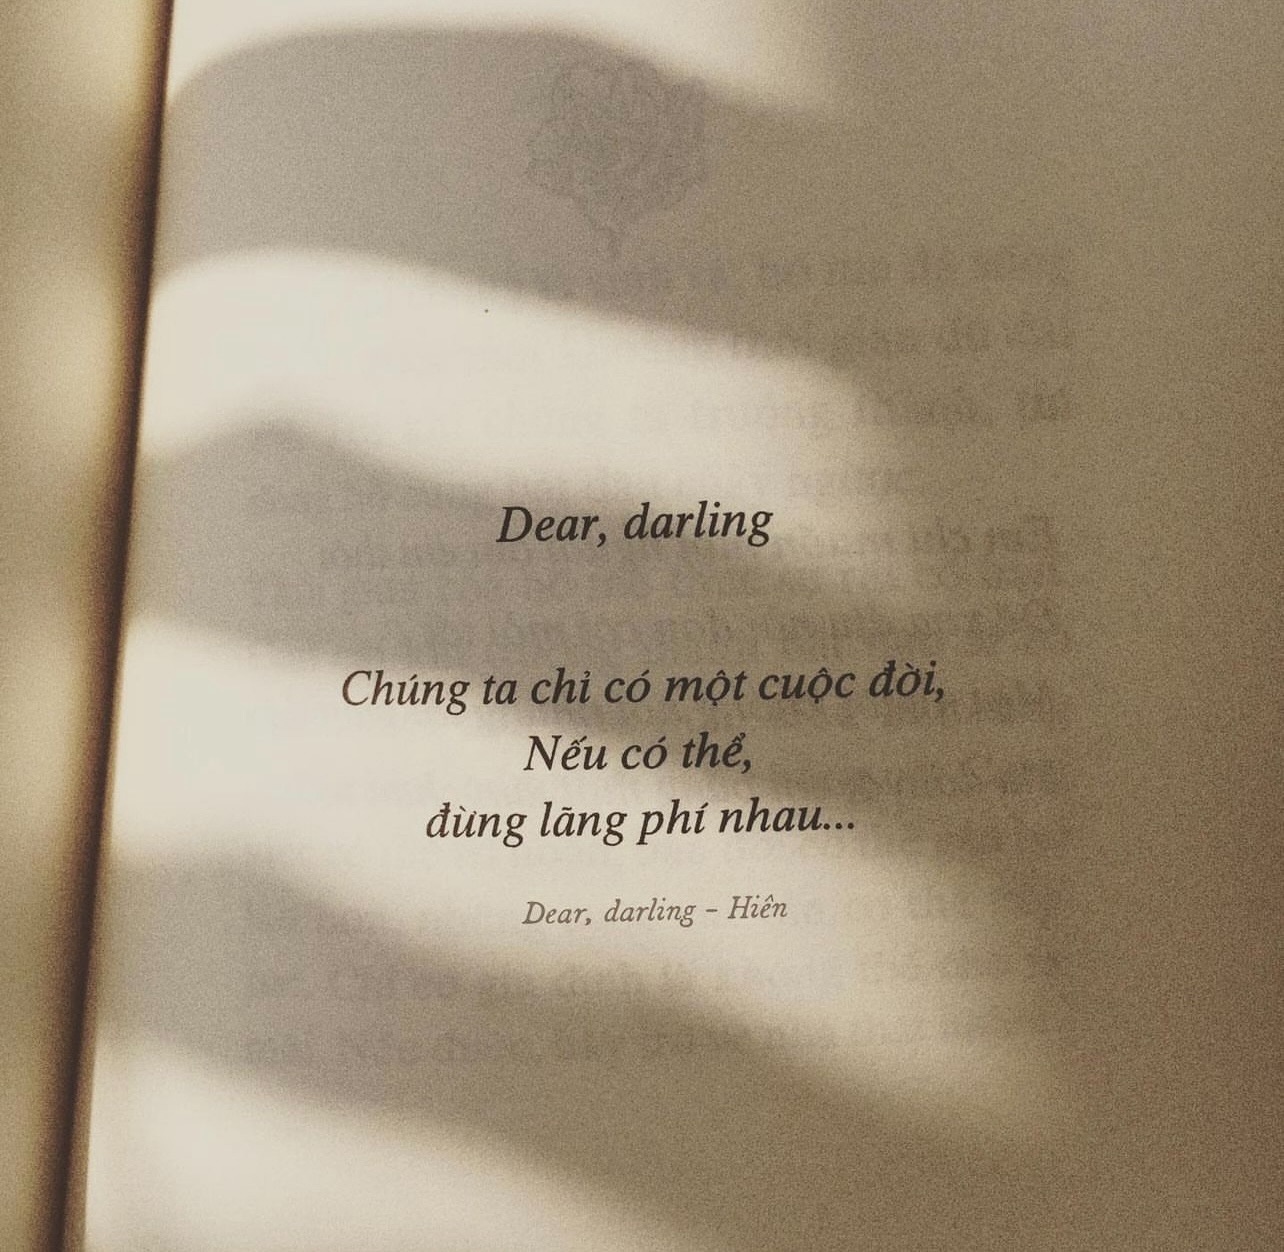 Dear, darling
Chúng ta chỉ có một cuộc đời,
Nếu có thể,
đừng lãng phí nhau...
Dear, darling – Hiên